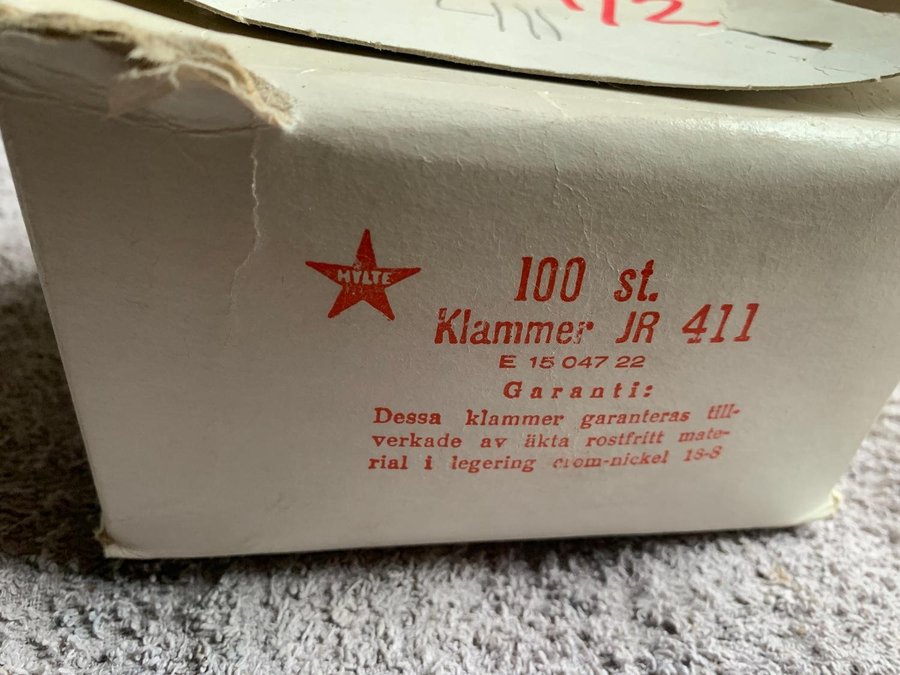 112
HYLTE
100 st.
Klammer JR 411
E 15 047 22
Garanti:
Dessa klammer garanteras till-
verkade av äkta rostfritt mate-
rial i legering crom-nickel 18-8